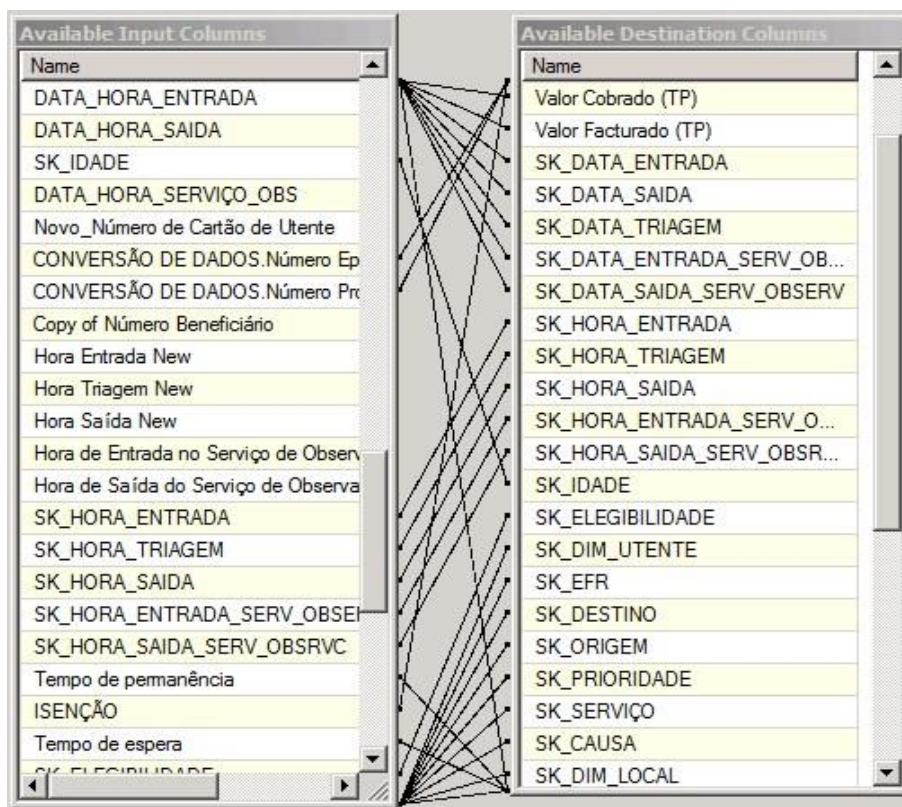 Available Input Columns
Name
DATA_HORA_ENTRADA
DATA_HORA_SAIDA
SK_IDADE
DATA_HORA_SERVIÇO_OBS
Novo_Número de Cartão de Utente
CONVERSÃO DE DADOS.Número Ep
CONVERSÃO DE DADOS.Número Pro
Copy of Número Beneficiário
Hora Entrada New
Hora Triagem New
Hora Saída New
Hora de Entrada no Serviço de Observ
Hora de Saída do Serviço de Observa
SK_HORA_ENTRADA
SK_HORA_TRIAGEM
SK_HORA_SAIDA
SK_HORA_ENTRADA_SERV_OBSEI
SK_HORA_SAIDA_SERV_OBSRVC
Tempo de permanência
ISENÇÃO
Tempo de espera
SK_ELEGIBILIDADE
Available Destination Columns
Name
Valor Cobrado (TP)
Valor Facturado (TP)
SK_DATA_ENTRADA
SK_DATA_SAIDA
SK_DATA_TRIAGEM
SK_DATA_ENTRADA_SERV_OB...
SK_DATA_SAIDA_SERV_OBSERV
SK_HORA_ENTRADA
SK_HORA_TRIAGEM
SK_HORA_SAIDA
SK_HORA_ENTRADA_SERV_O...
SK_HORA_SAIDA_SERV_OBSR...
SK_IDADE
SK_ELEGIBILIDADE
SK_DIM_UTENTE
SK_EFR
SK_DESTINO
SK_ORIGEM
SK_PRIORIDADE
SK_SERVIÇO
SK_CAUSA
SK_DIM_LOCAL